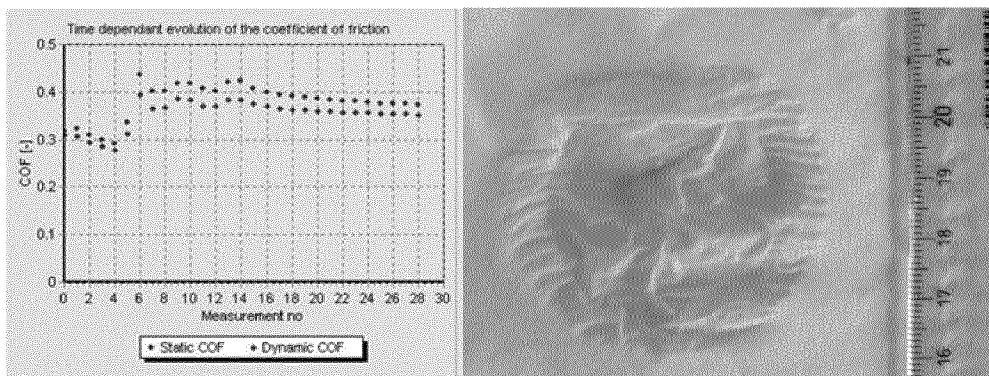 Time dependant evolution of the coefficient of friction
0.5
0.4
0.3
0.2
0.1
0
COF [-]
0 2 4 6 8 10 12 14 16 18 20 22 24 26 28 30
Measurement no
Static COF Dynamic COF
21
20
19
18
17
16